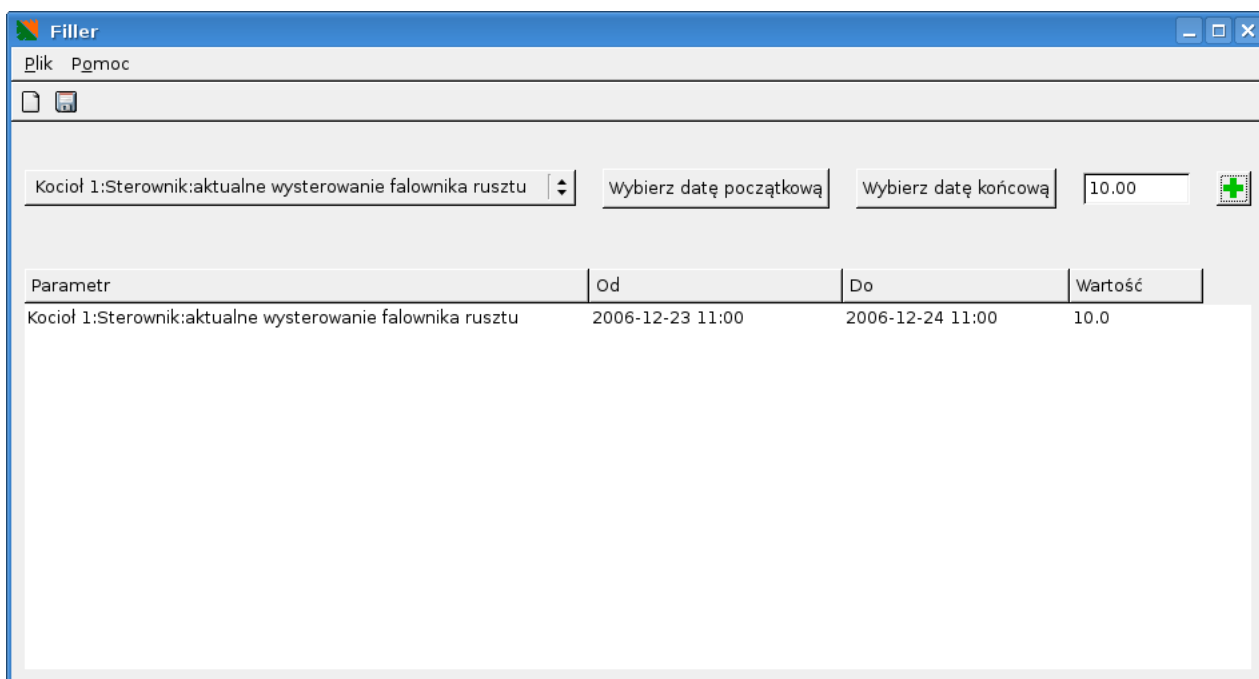 Filler
Plik Pomoc
Kocioł 1:Sterownik:aktualne wysterowanie falownika rusztu Wybierz datę początkową Wybierz datę końcową 10.00
Parametr Od Do Wartość
Kocioł 1:Sterownik:aktualne wysterowanie falownika rusztu 2006-12-23 11:00 2006-12-24 11:00 10.0